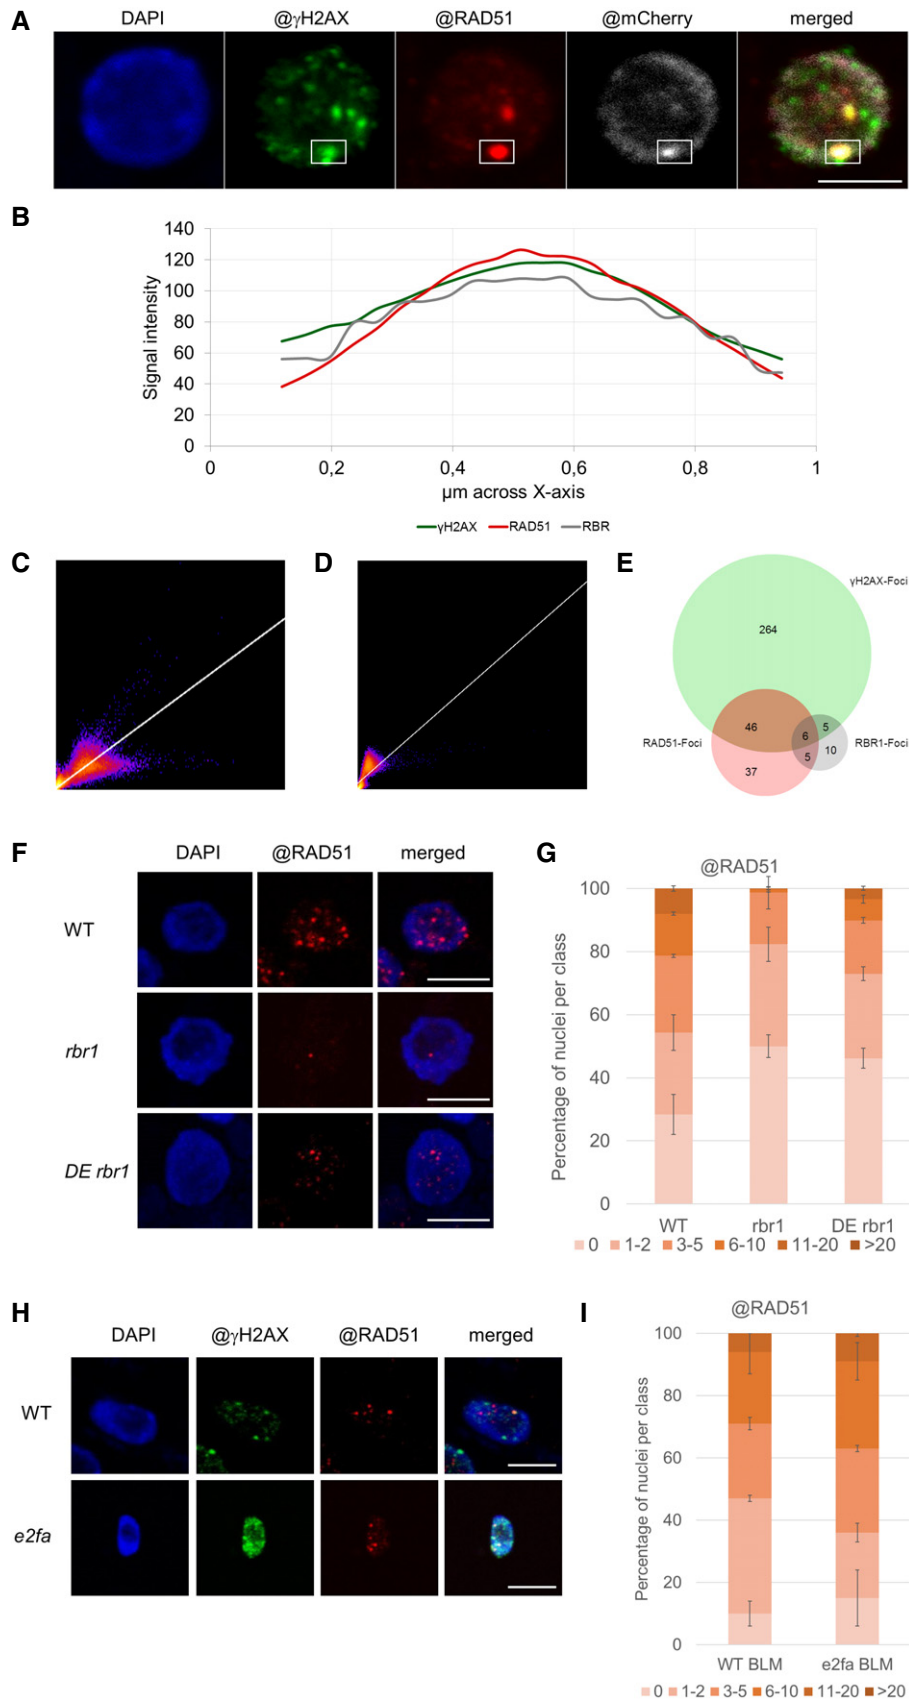 A
DAPI @γH2AX @RAD51 @mCherry merged
B
140
120
100
80
60
40
20
0
0 0,2 0,4 0,6 0,8 1
Signal intensity
µm across X-axis
γH2AX RAD51 RBR
C D E
γH2AX-Foci
264
46 6 5
RAD51-Foci 5 10 RBR1-Foci
37
F
DAPI @RAD51 merged
WT
rbr1
DE rbr1
G
@RAD51
100
80
60
40
20
0
Percentage of nuclei per class
WT rbr1 DE rbr1
0 1-2 3-5 6-10 11-20 >20
H
DAPI @γH2AX @RAD51 merged
WT
e2fa
I
@RAD51
100
80
60
40
20
0
Percentage of nuclei per class
WT BLM e2fa BLM
0 1-2 3-5 6-10 11-20 >20